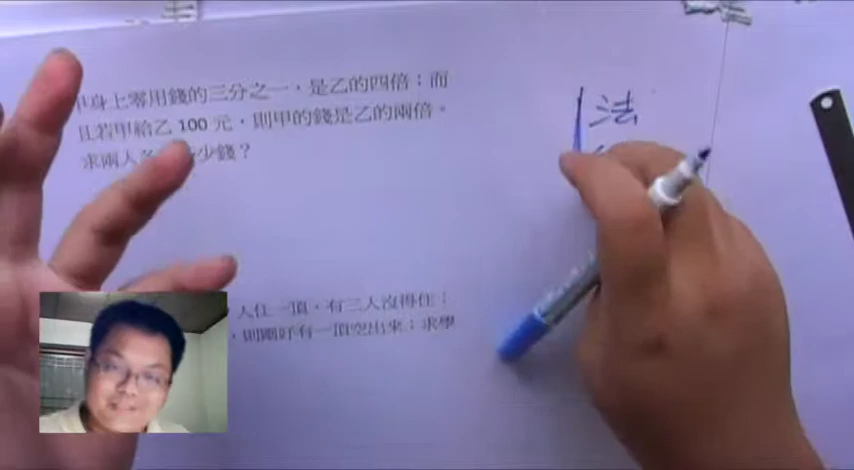 甲身上零用錢的三分之一，是乙的四倍；而
且若甲給乙 100 元，則甲的錢是乙的兩倍。
求兩人各 少錢？
法
人住一頂，有三人沒得住；
，則剛好有一頂空出來；求學